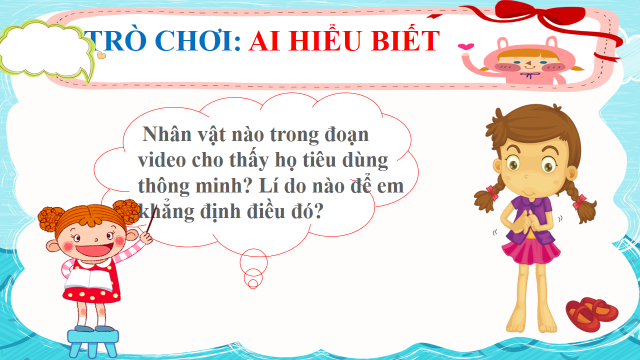 TRÒ CHƠI: AI HIỂU BIẾT
Nhân vật nào trong đoạn
video cho thấy họ tiêu dùng
thông minh? Lí do nào để em
khẳng định điều đó?